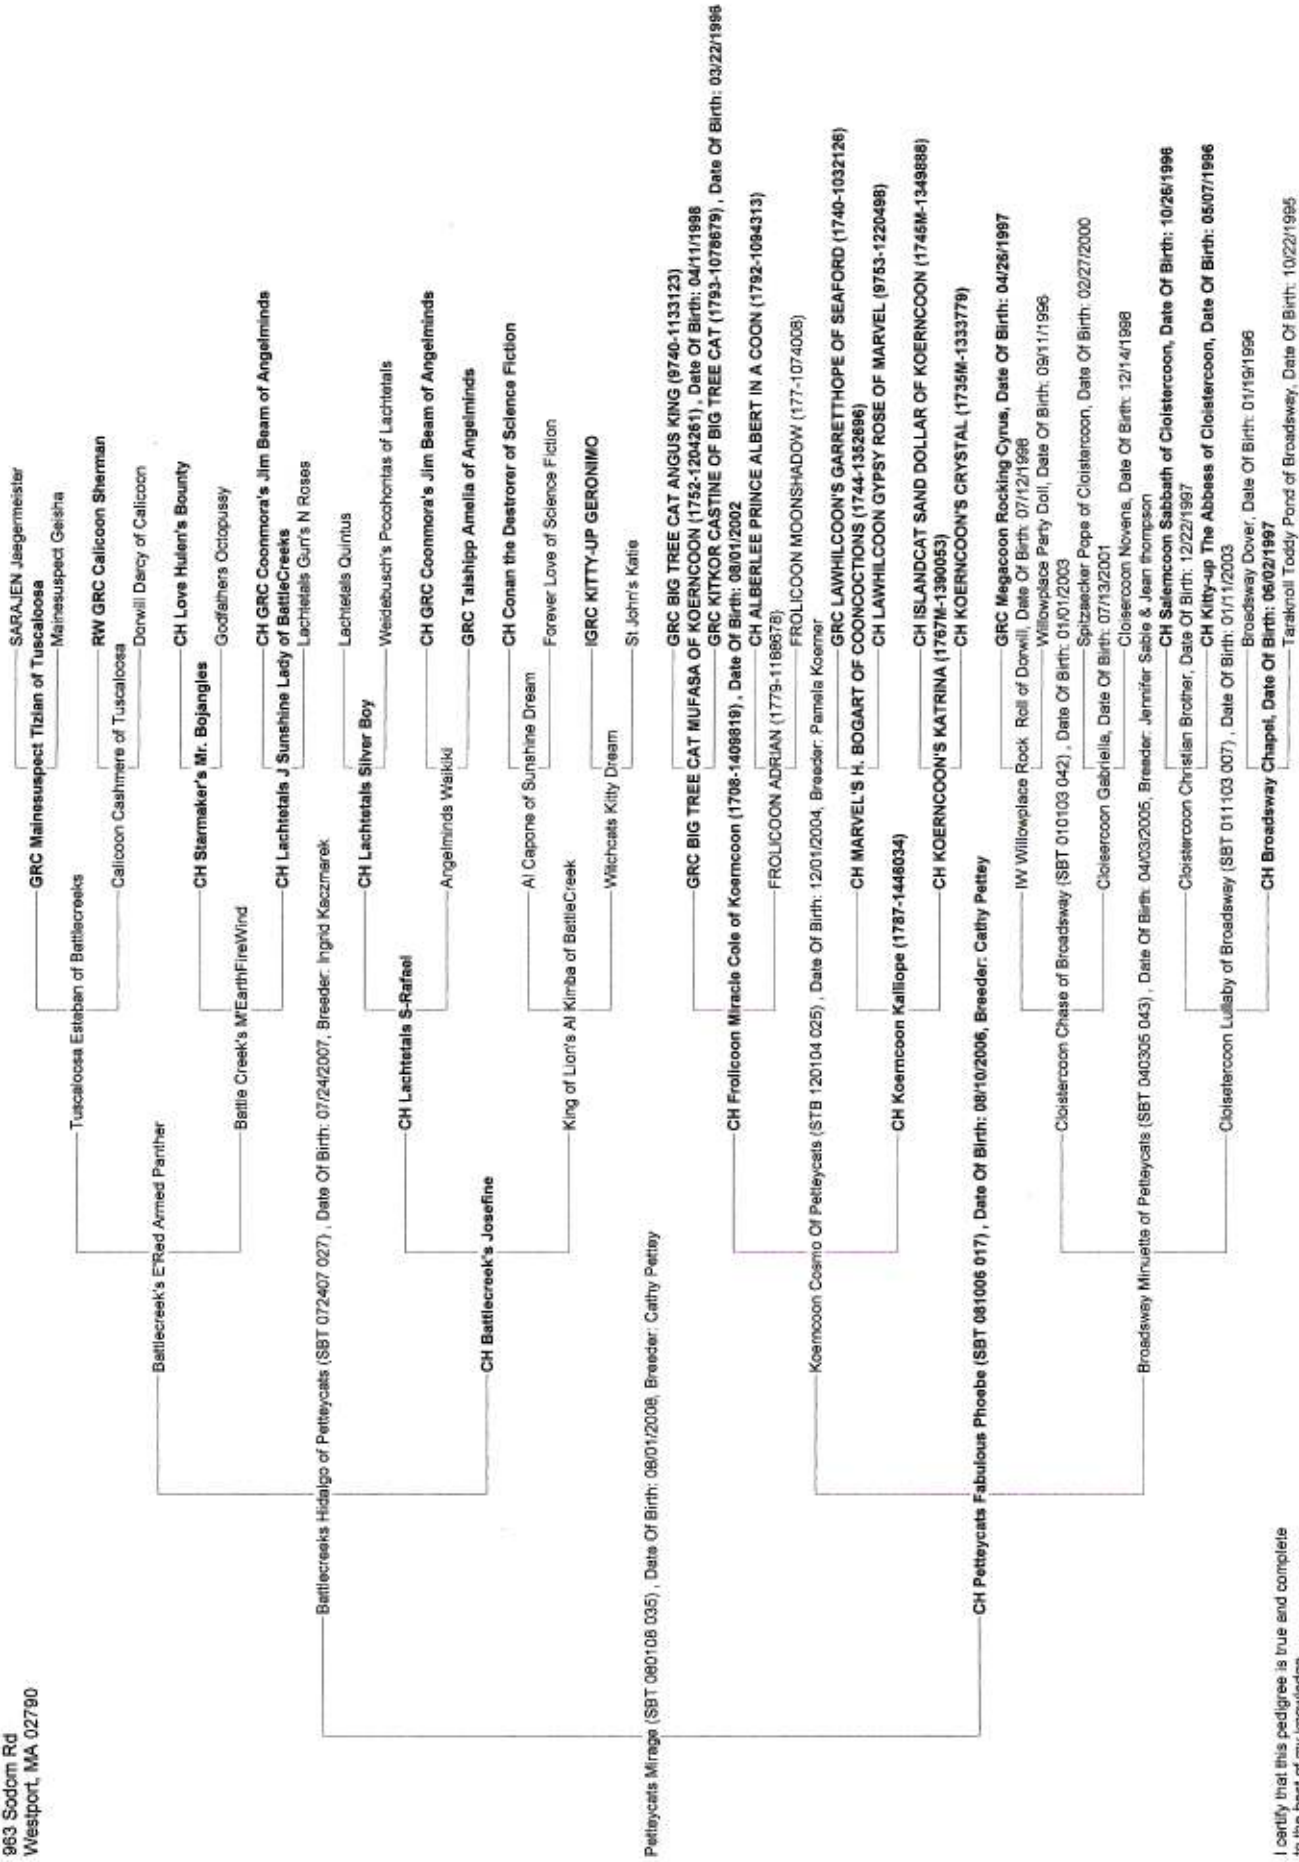 963 Sodom Rd
Westport, MA 02790
SARAJEN Jaegermeister
GRC Mainesuspect Tizian of Tuscaloosa
Mainesuspect Geisha
Tuscaloosa Esteban of Battlecreeks
RW GRC Calicoon Sherman
Calicoon Cashmere of Tuscaloosa
Dorwill Darcy of Calicoon
Battlecreek's E'Red Armed Panther
CH Love Hulen's Bounty
CH Starmaker's Mr. Bojangles
Godfathers Octopusy
Battle Creek's M'EarthFireWind
CH GRC Coonmora's Jim Beam of Angelminds
CH Lachtetals J Sunshine Lady of BattleCreeks
Lachtetals Gun's N Roses
Battlecreeks Hidalgo of Petteycats (SBT 072407 027) , Date Of Birth: 07/24/2007, Breeder: Ingrid Kaczmarek
Lachtetals Quintus
CH Lachtetals Silver Boy
Weidebusch's Pocohontas of Lachtetals
CH Lachtetals S-Rafael
CH GRC Coonmora's Jim Beam of Angelminds
Angelminds Waikiki
GRC Talshipp Amelia of Angelminds
CH Battlecreek's Josefine
CH Conan the Destrorer of Science Fiction
Al Capone of Sunshine Dream
Forever Love of Science Fiction
King of Lion's Al Kimba of BattleCreek
IGRC KITTY-UP GERONIMO
Witchcats Kitty Dream
St John's Katie
Petteycats Mirage (SBT 060108 035) , Date Of Birth: 06/01/2008, Breeder: Cathy Pettey
GRC BIG TREE CAT ANGUS KING (9740-1133123)
GRC BIG TREE CAT MUFASA OF KOERNCOON (1752-1204261) , Date Of Birth: 04/11/1998
GRC KITKOR CASTINE OF BIG TREE CAT (1793-1078679) , Date Of Birth: 03/22/1996
CH Frolicoon Miracle Cole of Koerncoon (1708-1409819) , Date Of Birth: 08/01/2002
CH ALBERLEE PRINCE ALBERT IN A COON (1792-1094313)
FROLICOON ADRIAN (1779-1188678)
FROLICOON MOONSHADOW (177-1074008)
Koerncoon Cosmo Of Petteycats (STB 120104 025) , Date Of Birth: 12/01/2004, Breeder: Pamela Koerner
GRC LAWHILCOON'S GARRETTHOPE OF SEAFORD (1740-1032126)
CH MARVEL'S H. BOGART OF COONCOCTIONS (1744-1352696)
CH LAWHILCOON GYPSY ROSE OF MARVEL (9753-1220498)
CH Koerncoon Kalliope (1787-1446034)
CH ISLANDCAT SAND DOLLAR OF KOERNCOON (1745M-1349888)
CH KOERNCOON'S KATRINA (1767M-1390053)
CH KOERNCOON'S CRYSTAL (1735M-1333779)
CH Petteycats Fabulous Phoebe (SBT 081006 017) , Date Of Birth: 08/10/2006, Breeder: Cathy Pettey
GRC Megacoon Rocking Cyrus, Date Of Birth: 04/26/1997
IW Willowplace Rock Roll of Dorwill, Date Of Birth: 07/12/1998
Willowplace Party Doll, Date Of Birth: 09/11/1996
Cloistercoon Chase of Broadsway (SBT 010103 042) , Date Of Birth: 01/01/2003
Spitzaecker Pope of Cloistercoon, Date Of Birth: 02/27/2000
Cloisercoon Gabriella, Date Of Birth: 07/13/2001
Cloisercoon Novena, Date Of Birth: 12/14/1998
Broadsway Minuette of Petteycats (SBT 040305 043) , Date Of Birth: 04/03/2005, Breeder: Jennifer Sable & Jean thompson
CH Salemcoon Sabbath of Cloistercoon, Date Of Birth: 10/26/1996
Cloistercoon Christian Brother, Date Of Birth: 12/22/1997
CH Kitty-up The Abbess of Cloistercoon, Date Of Birth: 05/07/1996
Cloisetercoon Lullaby of Broadsway (SBT 011103 007) , Date Of Birth: 01/11/2003
Broadsway Dover, Date Of Birth: 01/19/1996
CH Broadsway Chapel, Date Of Birth: 06/02/1997
Taraknoll Toddy Pond of Broadsway, Date Of Birth: 10/22/1995
I certify that this pedigree is true and complete
to the best of my knowledge